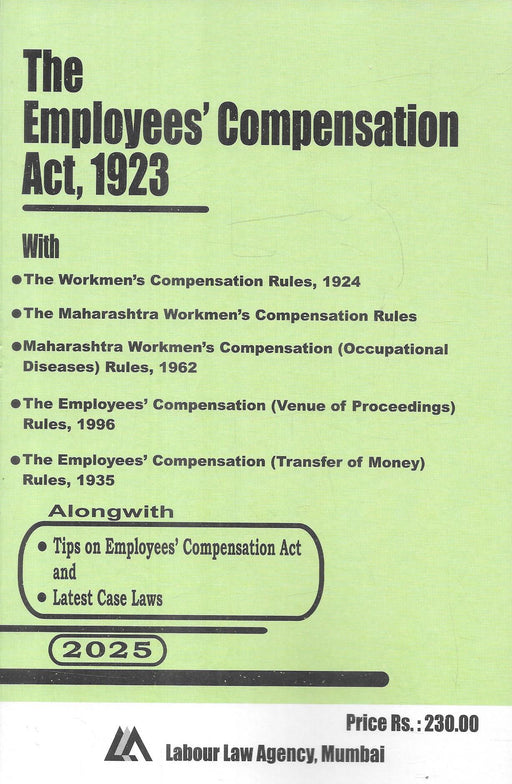 The
Employees' Compensation
Act, 1923
With
●The Workmen's Compensation Rules, 1924
●The Maharashtra Workmen's Compensation Rules
●Maharashtra Workmen's Compensation (Occupational
Diseases) Rules, 1962
●The Employees' Compensation (Venue of Proceedings)
Rules, 1996
●The Employees' Compensation (Transfer of Money)
Rules, 1935
Alongwith
● Tips on Employees' Compensation Act
and
● Latest Case Laws
2025
Price Rs. : 230.00
Labour Law Agency, Mumbai